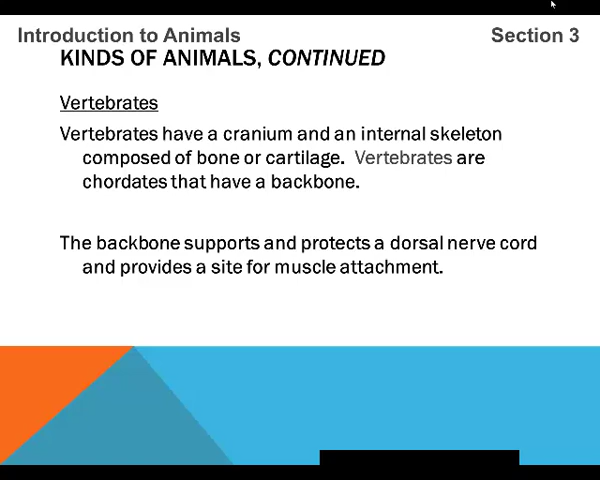 Introduction to Animals
Section 3
KINDS OF ANIMALS, CONTINUED
Vertebrates
Vertebrates have a cranium and an internal skeleton
composed of bone or cartilage. Vertebrates are
chordates that have a backbone.
The backbone supports and protects a dorsal nerve cord
and provides a site for muscle attachment.